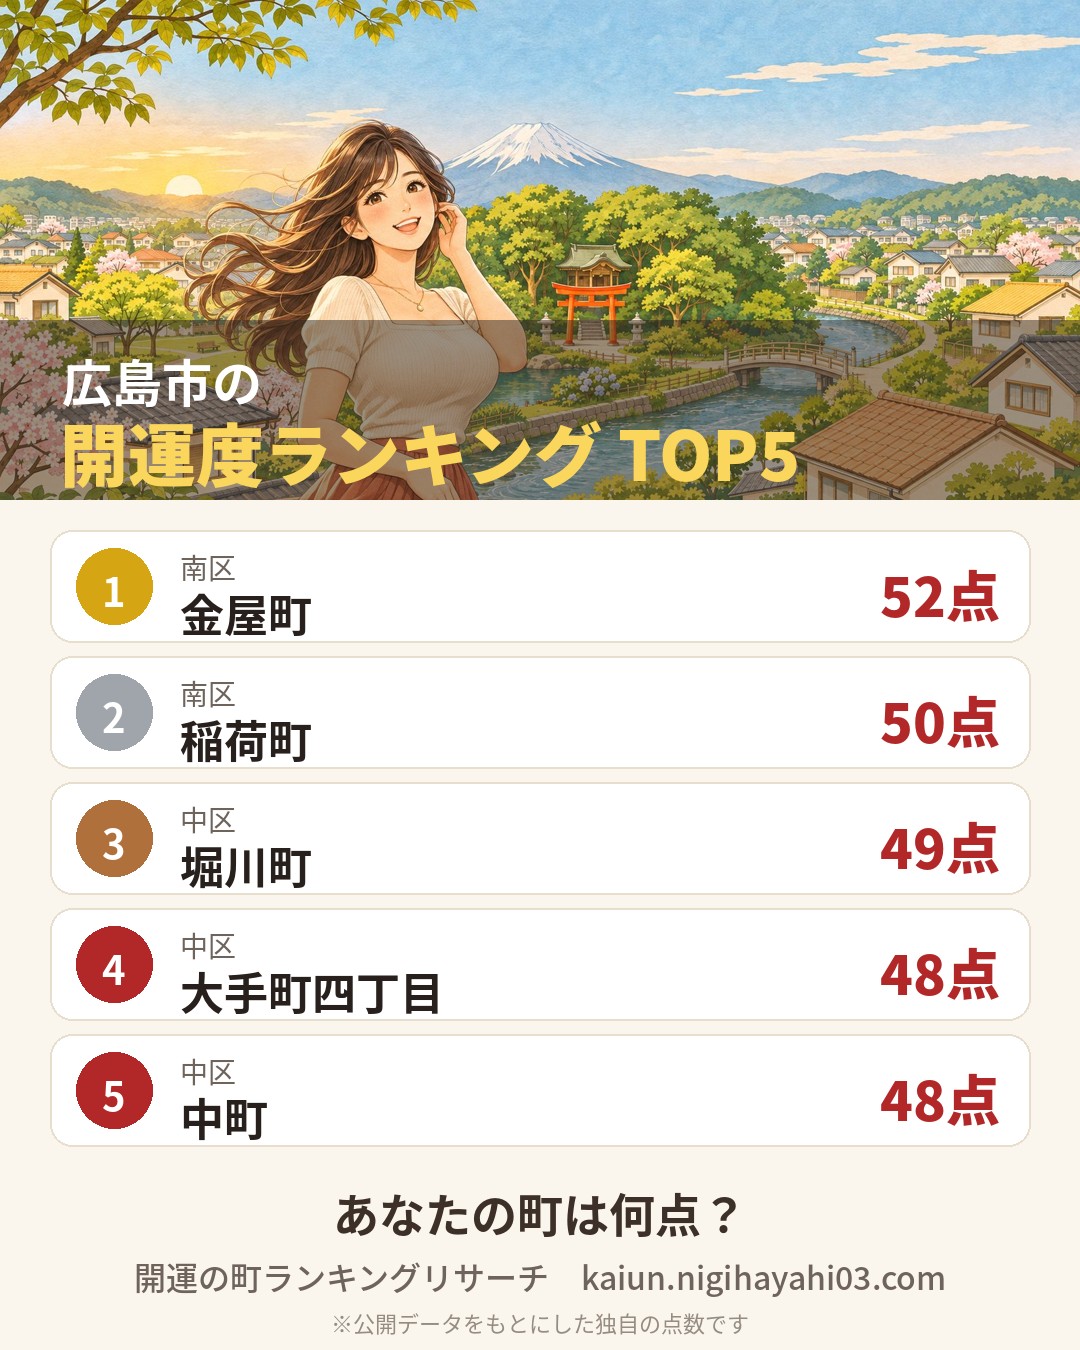 広島市の
開運度ランキング TOP5
1
南区
金屋町
52点
2
南区
稲荷町
50点
3
中区
堀川町
49点
4
中区
大手町四丁目
48点
5
中区
中町
48点
あなたの町は何点？
開運の町ランキングリサーチ　kaiun.nigihayahi03.com
※公開データをもとにした独自の点数です